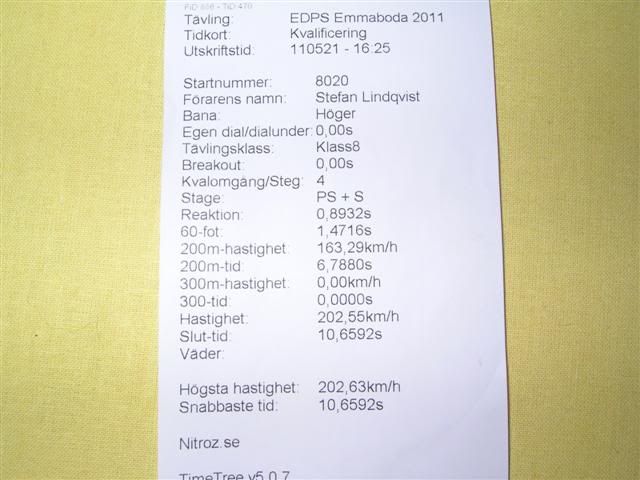 FiD 856 - TiD 470
Tävling: EDPS Emmaboda 2011
Tidkort: Kvalificering
Utskriftstid: 110521 - 16:25
Startnummer: 8020
Förarens namn: Stefan Lindqvist
Bana: Höger
Egen dial/dialunder: 0,00s
Tävlingsklass: Klass8
Breakout: 0,00s
Kvalomgång/Steg: 4
Stage: PS + S
Reaktion: 0,8932s
60-fot: 1,4716s
200m-hastighet: 163,29km/h
200m-tid: 6,7880s
300m-hastighet: 0,00km/h
300-tid: 0,0000s
Hastighet: 202,55km/h
Slut-tid: 10,6592s
Väder:
Högsta hastighet: 202,63km/h
Snabbaste tid: 10,6592s
Nitroz.se
TimeTree v5.0.7